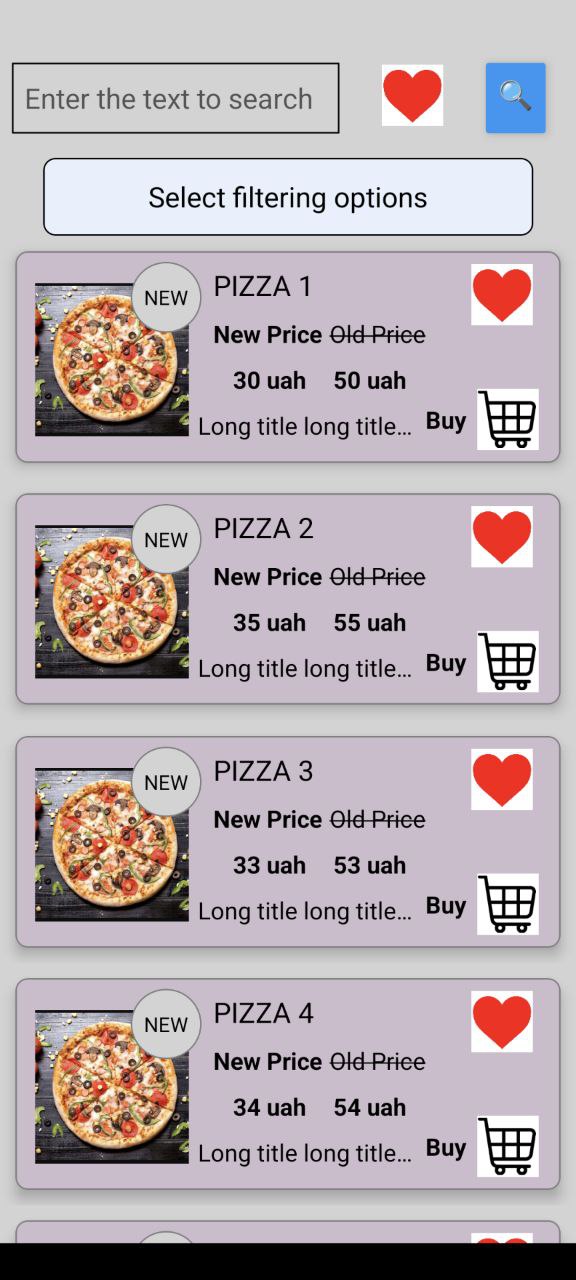 Enter the text to search
Select filtering options
NEW
PIZZA 1
New Price Old Price
30 uah 50 uah
Long title long title... Buy
NEW
PIZZA 2
New Price Old Price
35 uah 55 uah
Long title long title... Buy
NEW
PIZZA 3
New Price Old Price
33 uah 53 uah
Long title long title... Buy
NEW
PIZZA 4
New Price Old Price
34 uah 54 uah
Long title long title... Buy